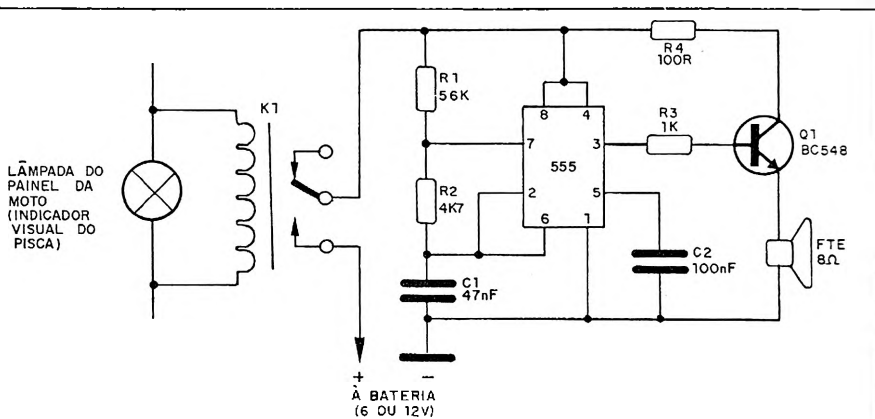 K1
LÂMPADA DO
PAINEL DA
MOTO
(INDICADOR
VISUAL DO
PISCA)
R1
56K
R2
4K7
C1
47nF
8
4
7
3
555
2
5
6
1
R4
100R
R3
1K
Q1
BC548
C2
100nF
FTE
8Ω
+
−
À BATERIA
(6 OU 12V)